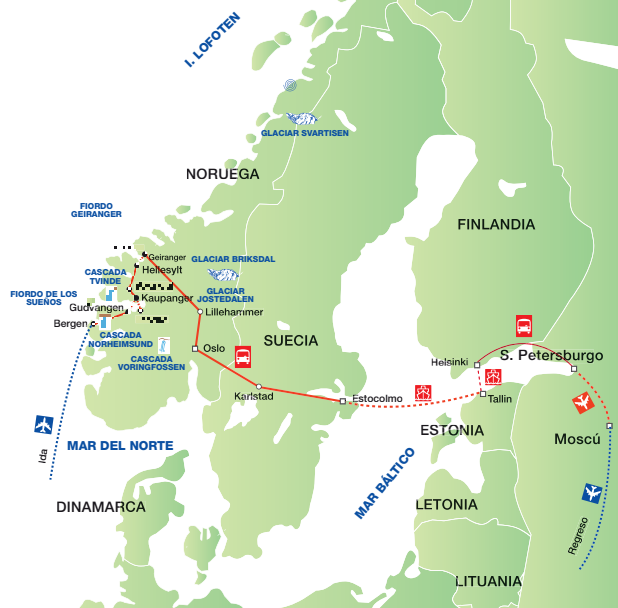 I. LOFOTEN
GLACIAR SVARTISEN
NORUEGA
FIORDO
GEIRANGER
FINLANDIA
Geiranger
GLACIAR BRIKSDAL
Hellesylt
CASCADA
TVINDE
GLACIAR
JOSTEDALEN
FIORDO DE LOS
SUEÑOS
Kaupanger
Gudvangen
Lillehammer
Bergen
CASCADA
NORHEIMSUND
SUECIA
Oslo
CASCADA
VORINGFOSSEN
Helsinki
S. Petersburgo
Karlstad
Estocolmo
Tallin
ESTONIA
Moscú
MAR DEL NORTE
Ida
MAR BÁLTICO
DINAMARCA
LETONIA
Regreso
LITUANIA